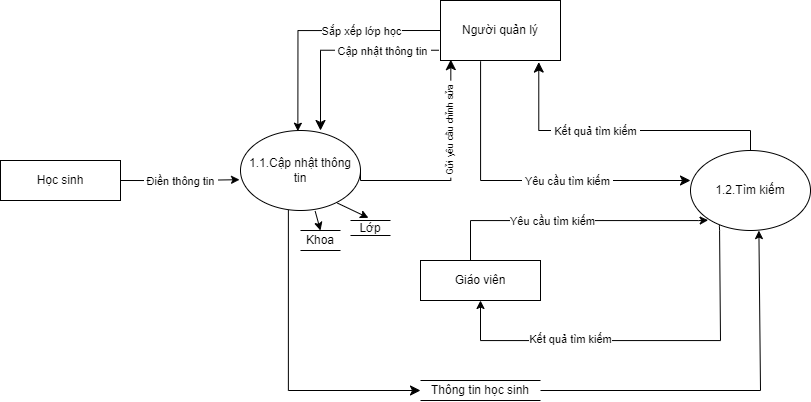 Sắp xếp lớp học
Người quản lý
Cập nhật thông tin
Gửi yêu cầu chỉnh sửa
Kết quả tìm kiếm
1.1.Cập nhật thông
tin
Học sinh
Điền thông tin
Yêu cầu tìm kiếm
1.2.Tìm kiếm
Yêu cầu tìm kiếm
Lớp
Khoa
Giáo viên
Kết quả tìm kiếm
Thông tin học sinh